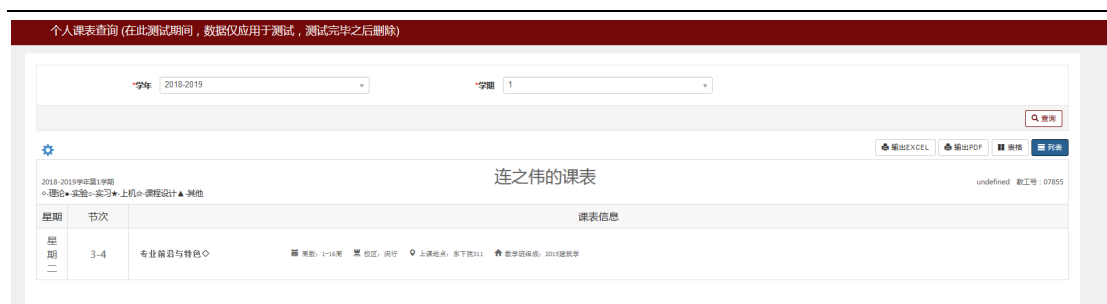 个人课表查询 (在此测试期间，数据仅应用于测试，测试完毕之后删除)
*学年 2018-2019 *学期 1
查询
输出EXCEL 输出PDF 表格 列表
2018-2019学年第1学期 连之伟的课表 undefined 教工号：07855
◇-理论●-实验○-实习★-上机☆-课程设计▲-其他
星期 节次 课表信息
星期二 3-4 专业前沿与特色◇ 周数：1-16周 校区：闵行 上课地点：东下院311 教学班组成：2015建筑学